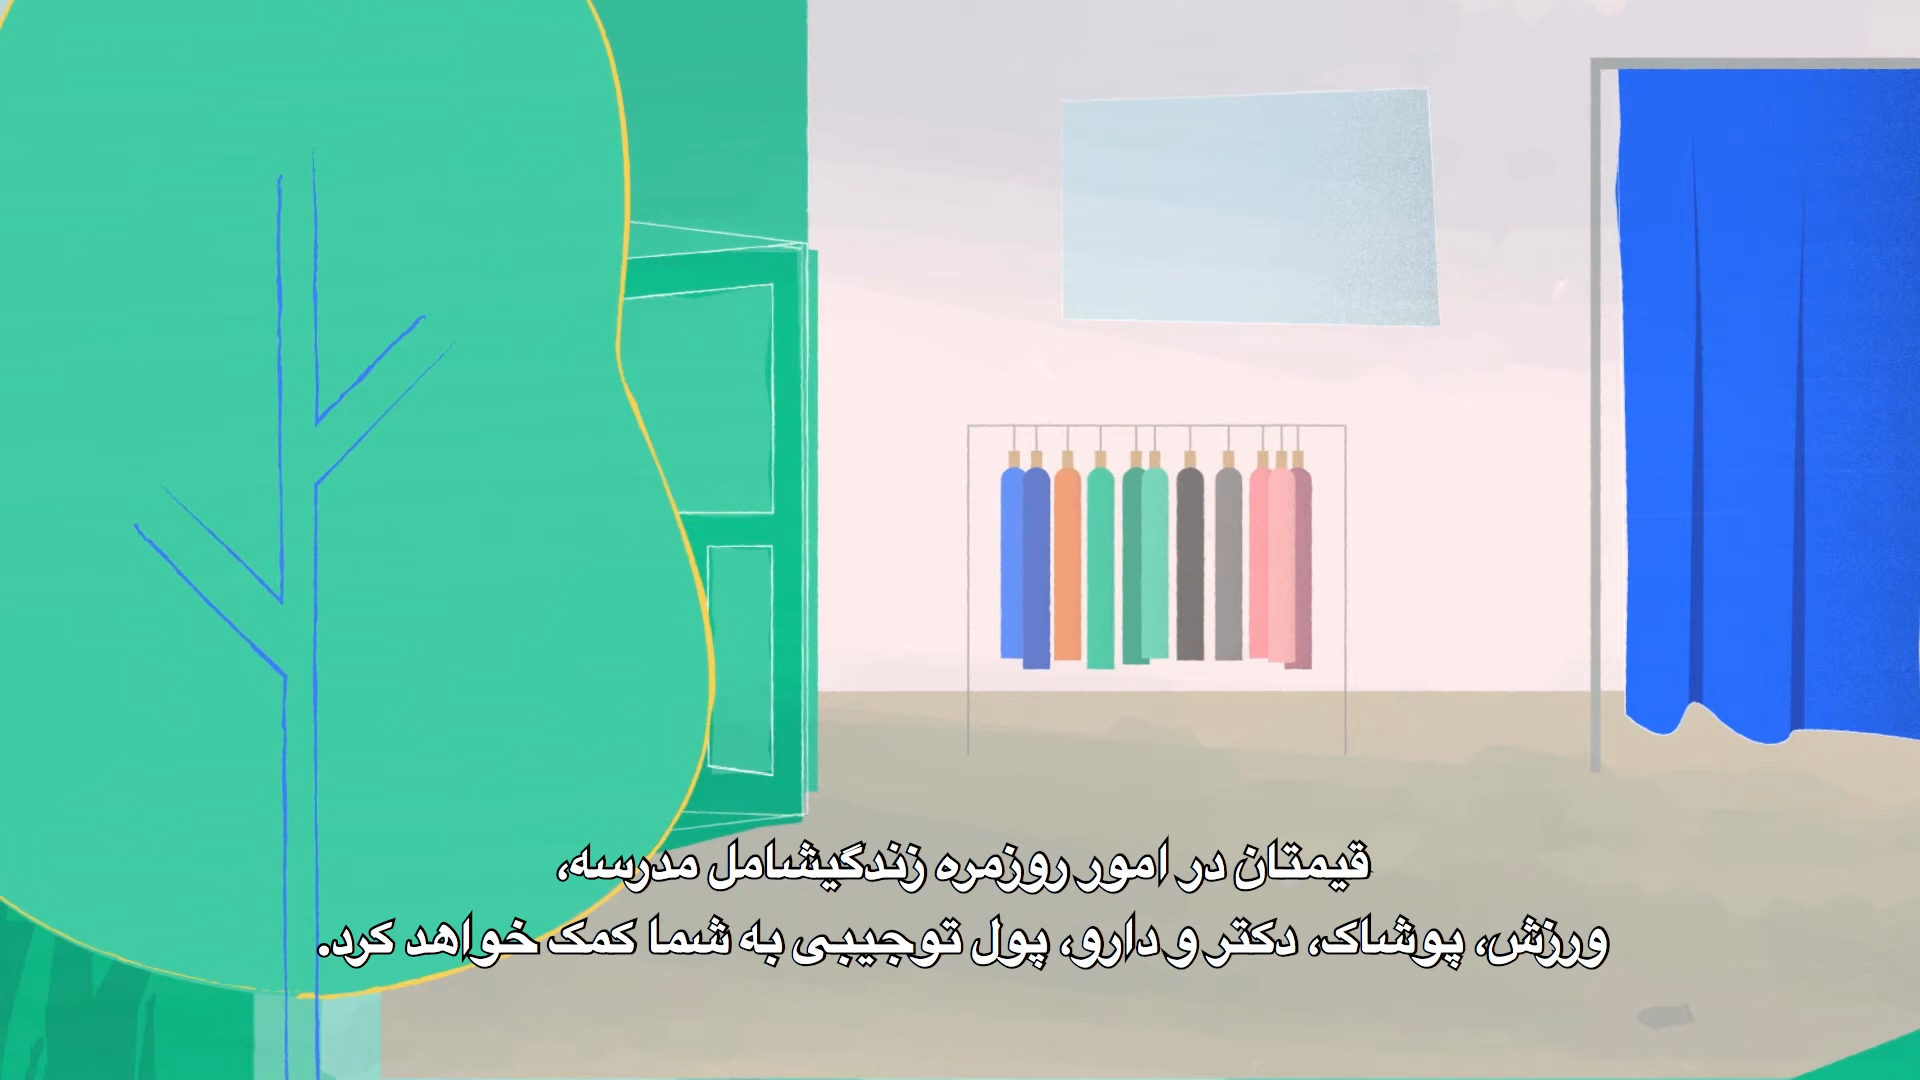 قیمتان در امور روزمره زندگیشامل مدرسه،
ورزش، پوشاک، دکتر و دارو، پول توجیبی به شما کمک خواهد کرد.